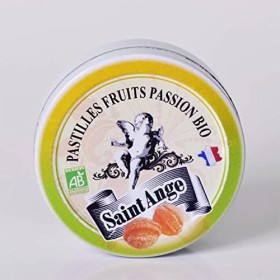 PASTILLES FRUITS PASSION BIO
AB
Saint Ange